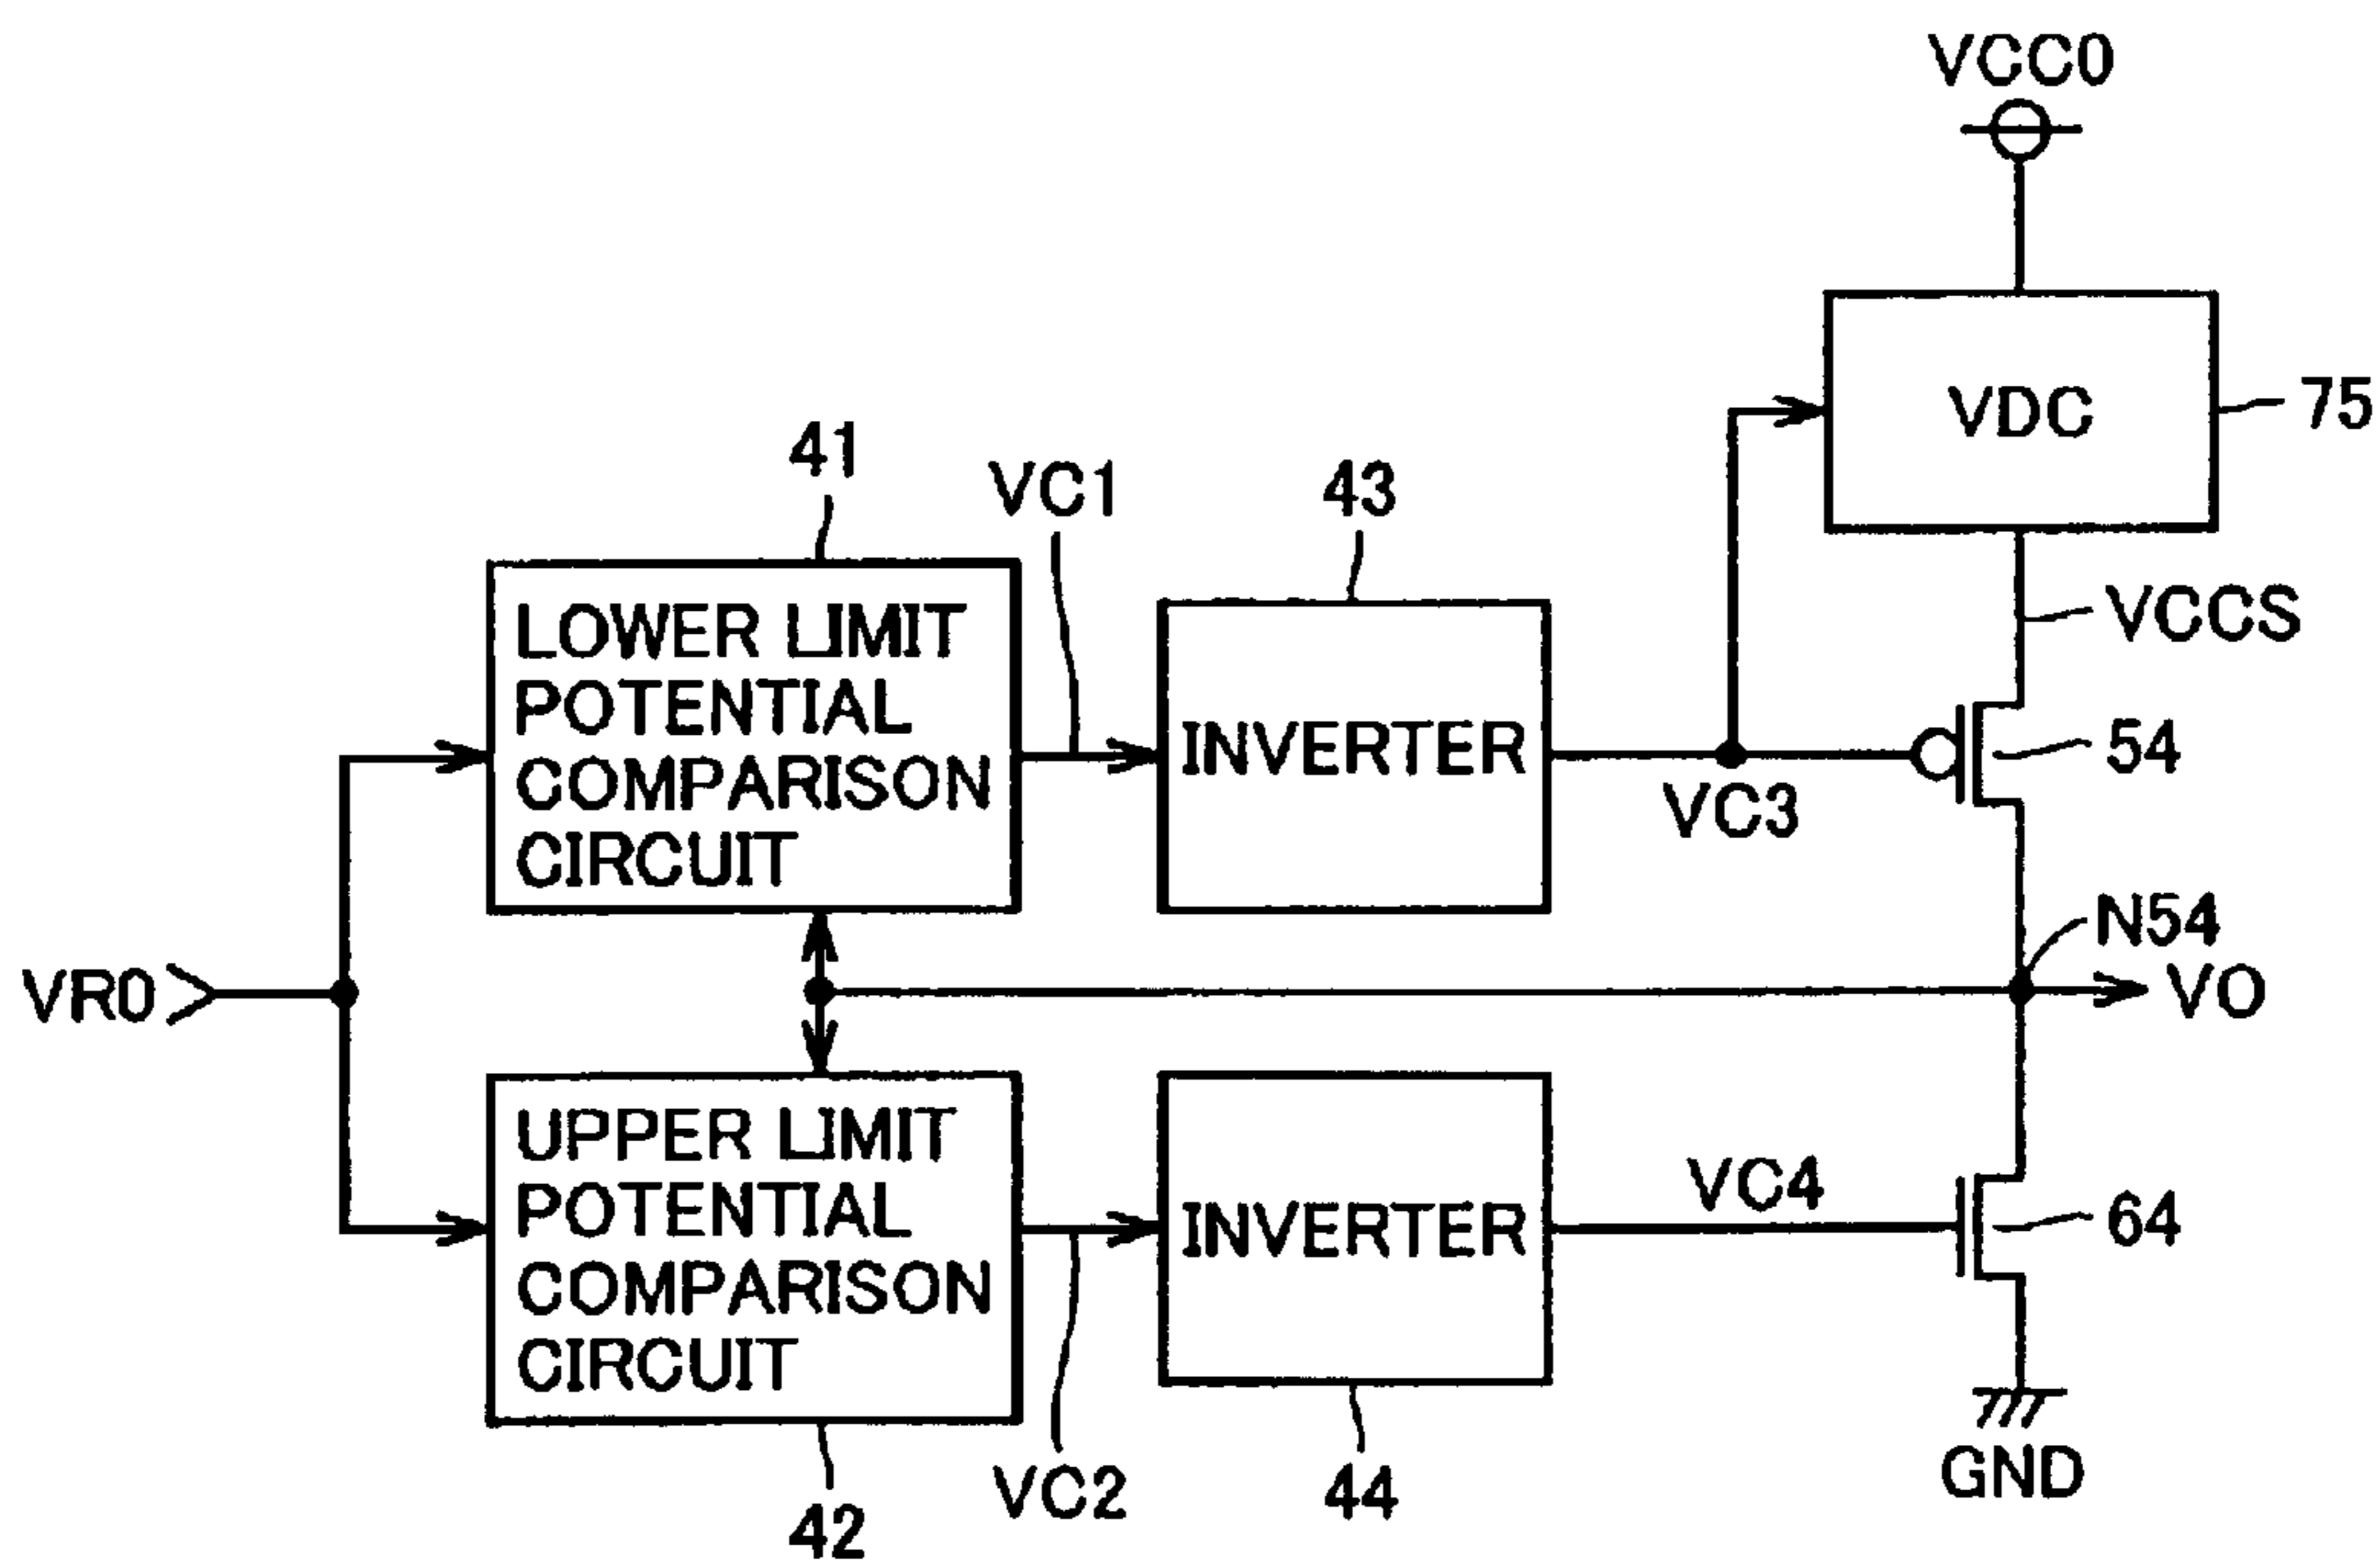 VCC0
VDC
75
41
VC1
43
VCCS
LOWER LIMIT
POTENTIAL
COMPARISON
CIRCUIT
INVERTER
VC3
54
N54
VR0
VO
UPPER LIMIT
POTENTIAL
COMPARISON
CIRCUIT
INVERTER
VC4
64
42
VC2
44
GND